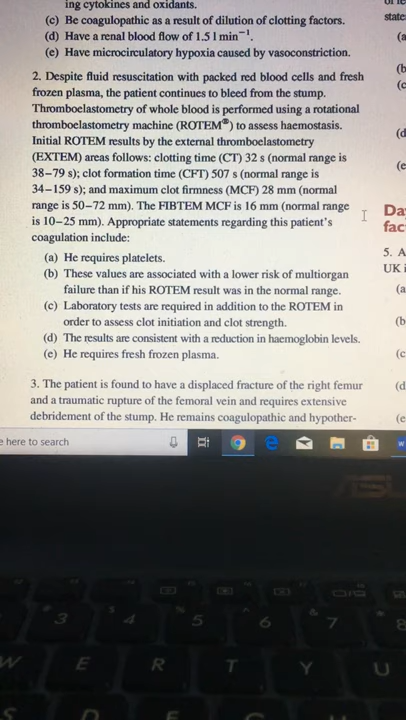 ing cytokines and oxidants.
(c) Be coagulopathic as a result of dilution of clotting factors.
(d) Have a renal blood flow of 1.5 l min⁻¹.
(e) Have microcirculatory hypoxia caused by vasoconstriction.
2. Despite fluid resuscitation with packed red blood cells and fresh
frozen plasma, the patient continues to bleed from the stump.
Thromboelastometry of whole blood is performed using a rotational
thromboelastometry machine (ROTEM®) to assess haemostasis.
Initial ROTEM results by the external thromboelastometry
(EXTEM) areas follows: clotting time (CT) 32 s (normal range is
38–79 s); clot formation time (CFT) 507 s (normal range is
34–159 s); and maximum clot firmness (MCF) 28 mm (normal
range is 50–72 mm). The FIBTEM MCF is 16 mm (normal range
is 10–25 mm). Appropriate statements regarding this patient's
coagulation include:
(a) He requires platelets.
(b) These values are associated with a lower risk of multiorgan
failure than if his ROTEM result was in the normal range.
(c) Laboratory tests are required in addition to the ROTEM in
order to assess clot initiation and clot strength.
(d) The results are consistent with a reduction in haemoglobin levels.
(e) He requires fresh frozen plasma.
3. The patient is found to have a displaced fracture of the right femur
and a traumatic rupture of the femoral vein and requires extensive
debridement of the stump. He remains coagulopathic and hypother-
state
(a
(b
(c
(d
(e
Da
fac
5. A
UK i
(a
(b
(c
(d
(e
e here to search
ASU
3 4 5 6 7 8
W E R T Y U
S D